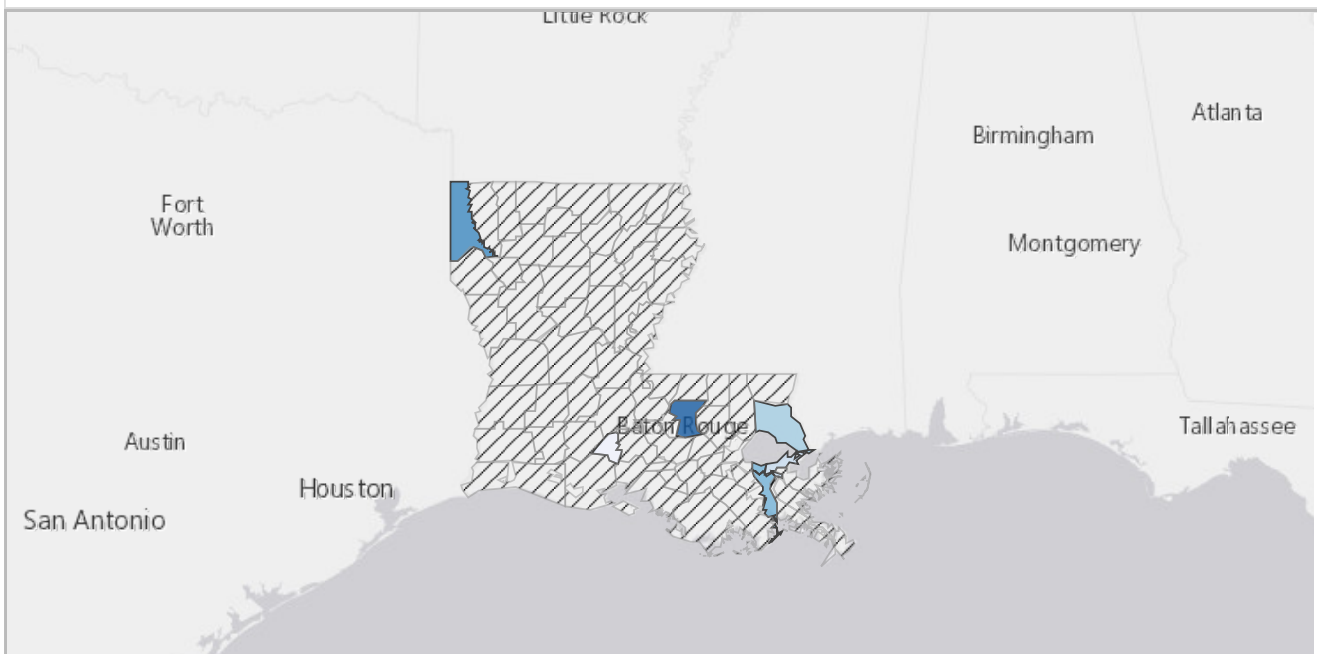 Little Rock
Atlanta
Birmingham
Fort
Worth
Montgomery
Baton Rouge
Tallahassee
Austin
Houston
San Antonio